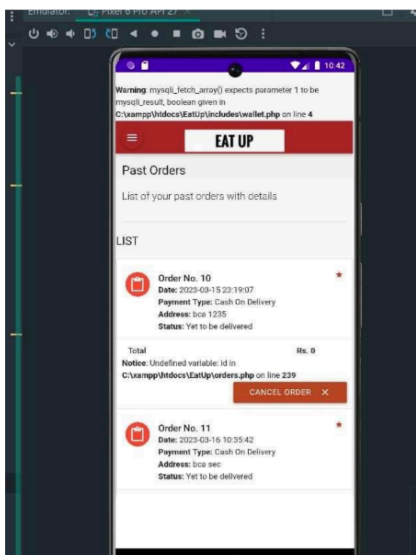 Emulator: Pixel 6 Pro API 27
10:42
Warning: mysqli_fetch_array() expects parameter 1 to be
mysqli_result, boolean given in
C:\xampp\htdocs\EatUp\includes\wallet.php on line 4
EAT UP
Past Orders
List of your past orders with details
LIST
Order No. 10
Date: 2023-03-15 23:19:07
Payment Type: Cash On Delivery
Address: bca 1235
Status: Yet to be delivered
Total Rs. 0
Notice: Undefined variable: id in
C:\xampp\htdocs\EatUp\orders.php on line 239
CANCEL ORDER X
Order No. 11
Date: 2023-03-16 10:35:42
Payment Type: Cash On Delivery
Address: bca sec
Status: Yet to be delivered